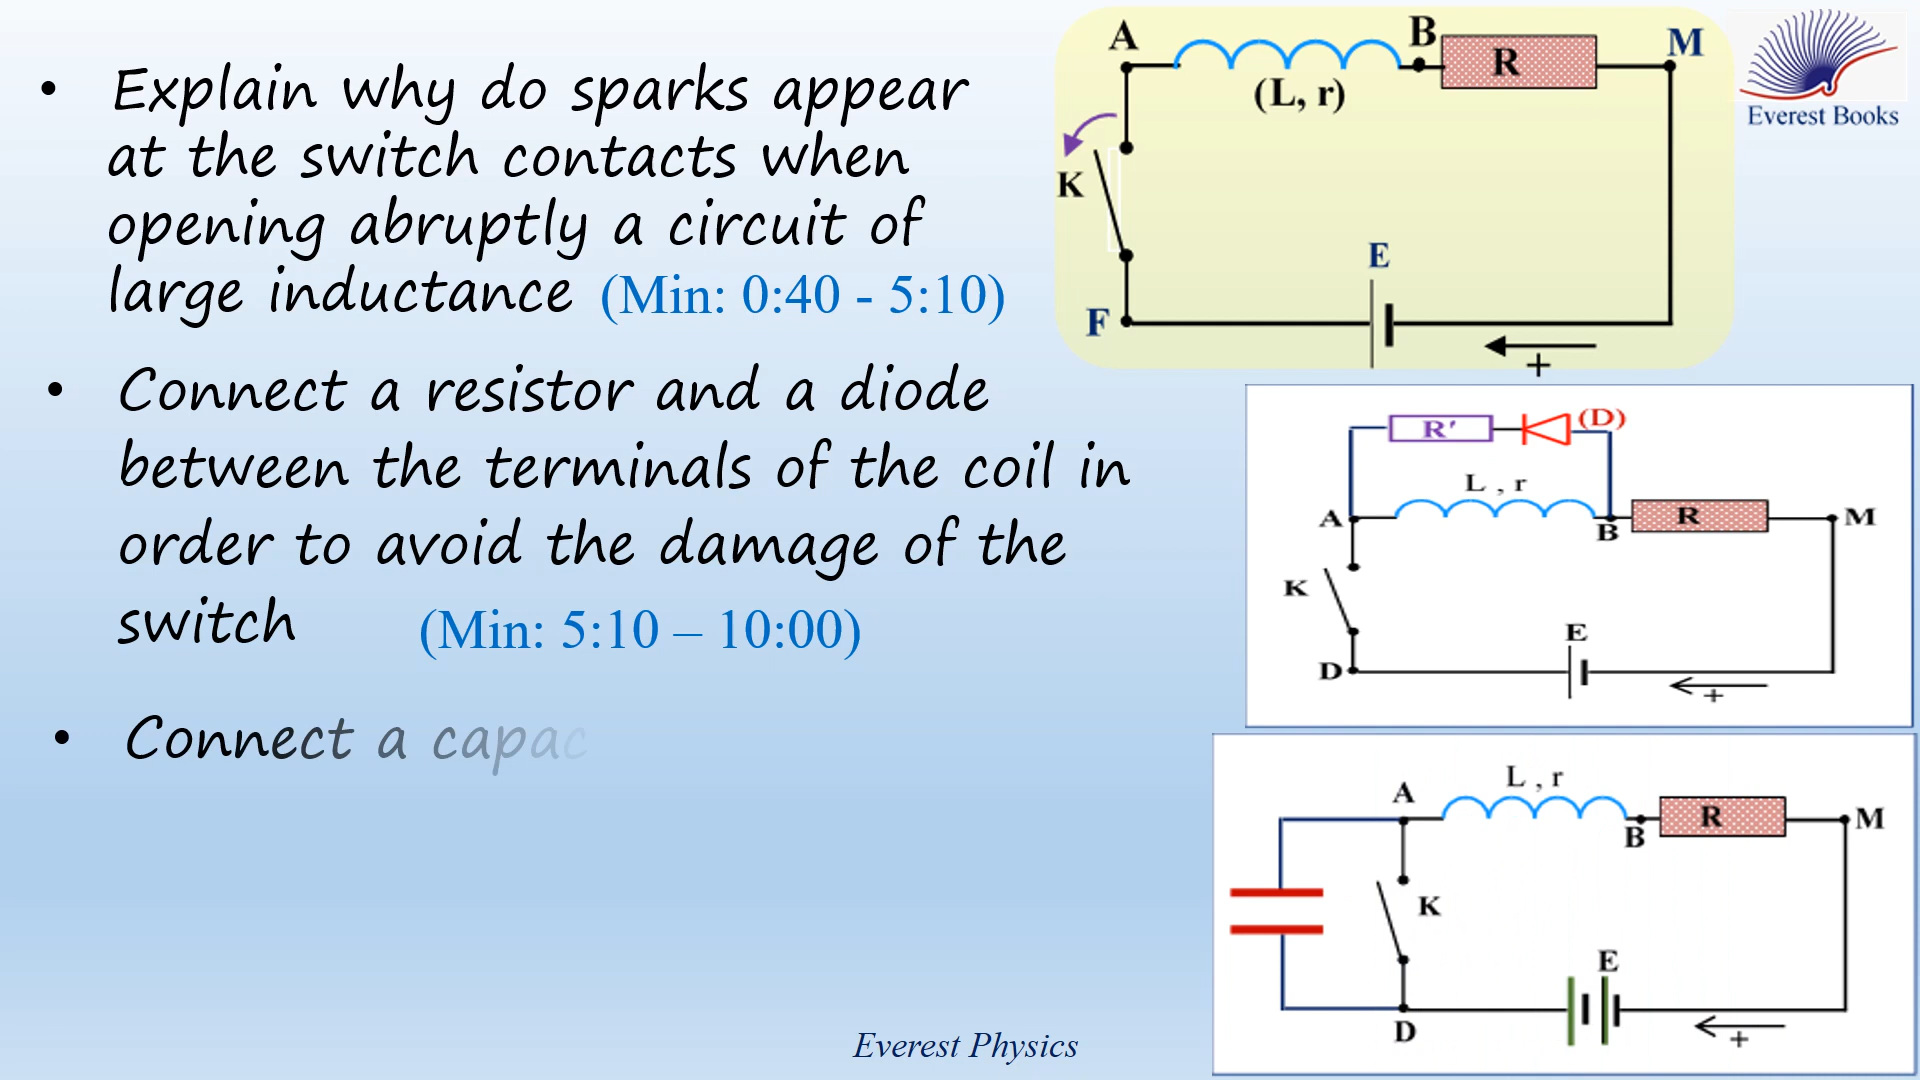 • Explain why do sparks appear
at the switch contacts when
opening abruptly a circuit of
large inductance (Min: 0:40 - 5:10)
• Connect a resistor and a diode
between the terminals of the coil in
order to avoid the damage of the
switch (Min: 5:10 – 10:00)
• Connect a capac
Everest Physics
A
B
R
M
(L, r)
K
E
F
+
Everest Books
R'
(D)
L , r
A
B
R
M
K
E
D
+
L , r
A
B
R
M
K
E
D
+